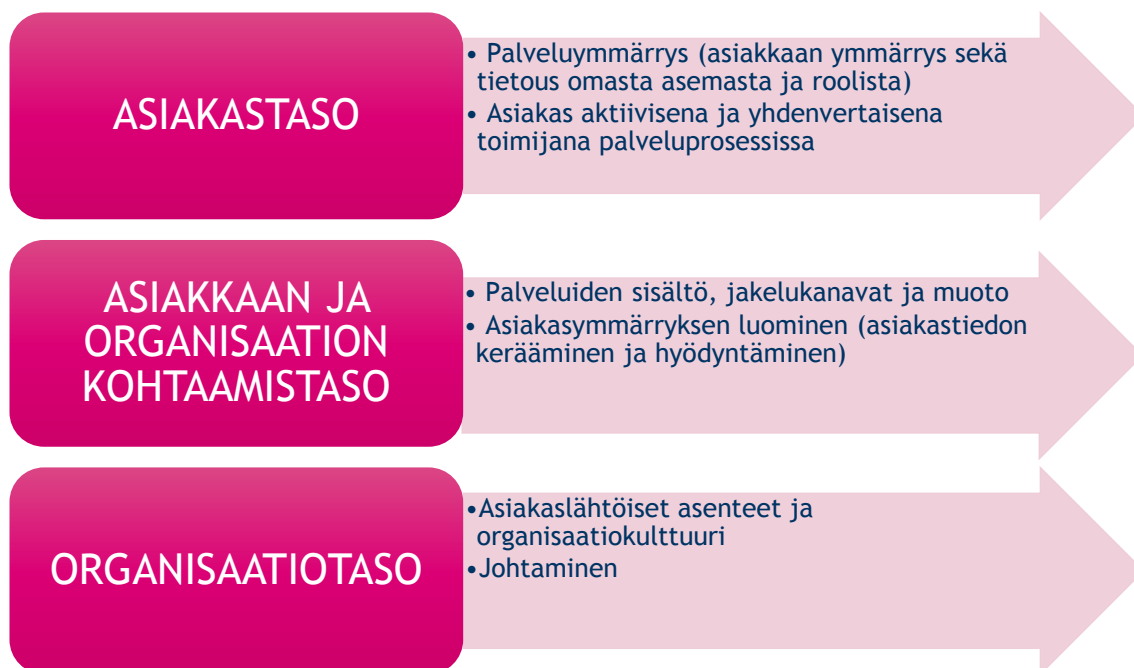 ASIAKASTASO
• Palveluymmärrys (asiakkaan ymmärrys sekä
tietous omasta asemasta ja roolista)
• Asiakas aktiivisena ja yhdenvertaisena
toimijana palveluprosessissa
ASIAKKAAN JA
ORGANISAATION
KOHTAAMISTASO
• Palveluiden sisältö, jakelukanavat ja muoto
• Asiakasymmärryksen luominen (asiakastiedon
kerääminen ja hyödyntäminen)
ORGANISAATIOTASO
•Asiakaslähtöiset asenteet ja
organisaatiokulttuuri
•Johtaminen